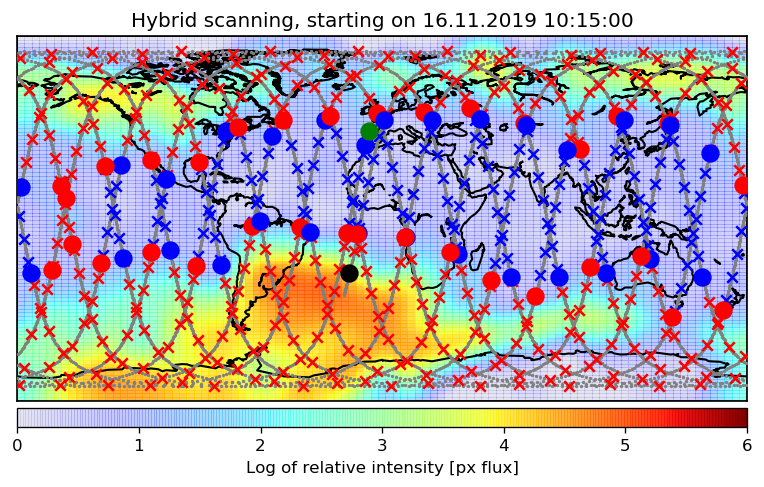 Hybrid scanning, starting on 16.11.2019 10:15:00
0 1 2 3 4 5 6
Log of relative intensity [px flux]